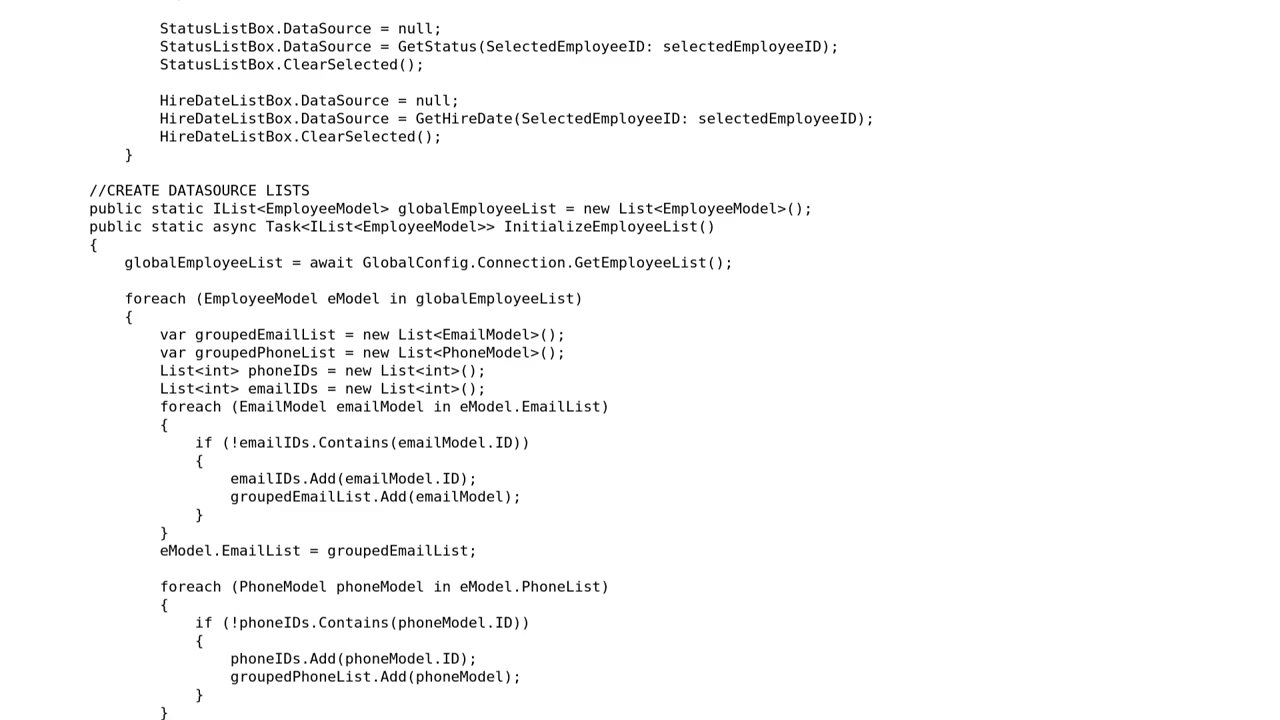 StatusListBox.DataSource = null;
StatusListBox.DataSource = GetStatus(SelectedEmployeeID: selectedEmployeeID);
StatusListBox.ClearSelected();

HireDateListBox.DataSource = null;
HireDateListBox.DataSource = GetHireDate(SelectedEmployeeID: selectedEmployeeID);
HireDateListBox.ClearSelected();
}

//CREATE DATASOURCE LISTS
public static IList<EmployeeModel> globalEmployeeList = new List<EmployeeModel>();
public static async Task<IList<EmployeeModel>> InitializeEmployeeList()
{
globalEmployeeList = await GlobalConfig.Connection.GetEmployeeList();

foreach (EmployeeModel eModel in globalEmployeeList)
{
var groupedEmailList = new List<EmailModel>();
var groupedPhoneList = new List<PhoneModel>();
List<int> phoneIDs = new List<int>();
List<int> emailIDs = new List<int>();
foreach (EmailModel emailModel in eModel.EmailList)
{
if (!emailIDs.Contains(emailModel.ID))
{
emailIDs.Add(emailModel.ID);
groupedEmailList.Add(emailModel);
}
}
eModel.EmailList = groupedEmailList;

foreach (PhoneModel phoneModel in eModel.PhoneList)
{
if (!phoneIDs.Contains(phoneModel.ID))
{
phoneIDs.Add(phoneModel.ID);
groupedPhoneList.Add(phoneModel);
}
}